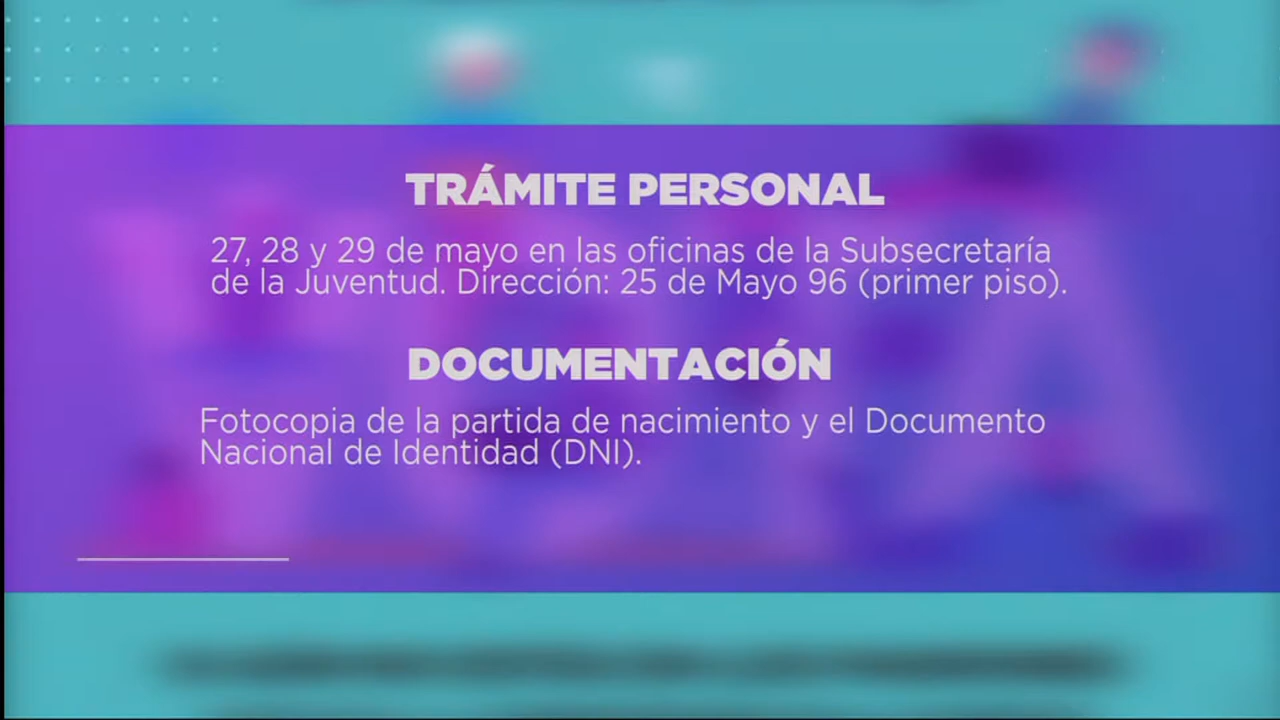 TRÁMITE PERSONAL
27, 28 y 29 de mayo en las oficinas de la Subsecretaría
de la Juventud. Dirección: 25 de Mayo 96 (primer piso).
DOCUMENTACIÓN
Fotocopia de la partida de nacimiento y el Documento
Nacional de Identidad (DNI).